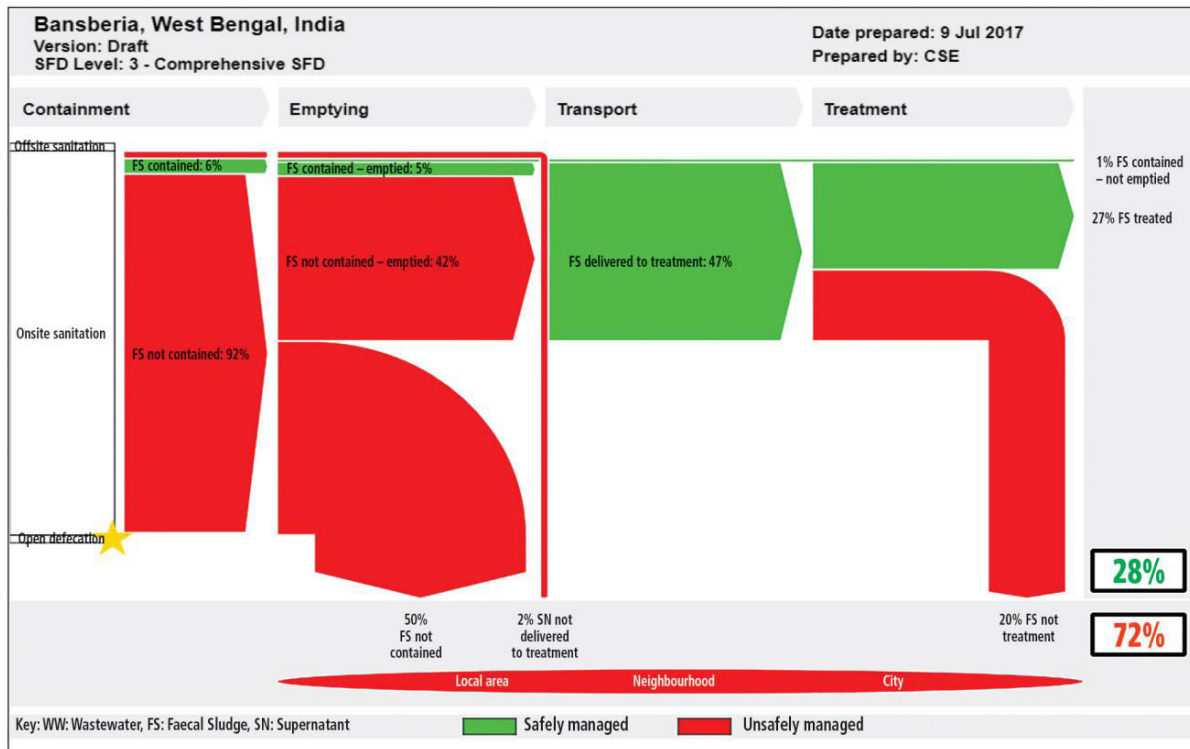 Bansberia, West Bengal, India
Version: Draft
SFD Level: 3 - Comprehensive SFD
Date prepared: 9 Jul 2017
Prepared by: CSE
Containment
Emptying
Transport
Treatment
Offsite sanitation
FS contained: 6%
FS contained – emptied: 5%
1% FS contained
– not emptied
27% FS treated
FS not contained – emptied: 42%
FS delivered to treatment: 47%
Onsite sanitation
FS not contained: 92%
Open defecation
28%
50%
FS not
contained
2% SN not
delivered
to treatment
20% FS not
treatment
72%
Local area
Neighbourhood
City
Key: WW: Wastewater, FS: Faecal Sludge, SN: Supernatant
Safely managed
Unsafely managed